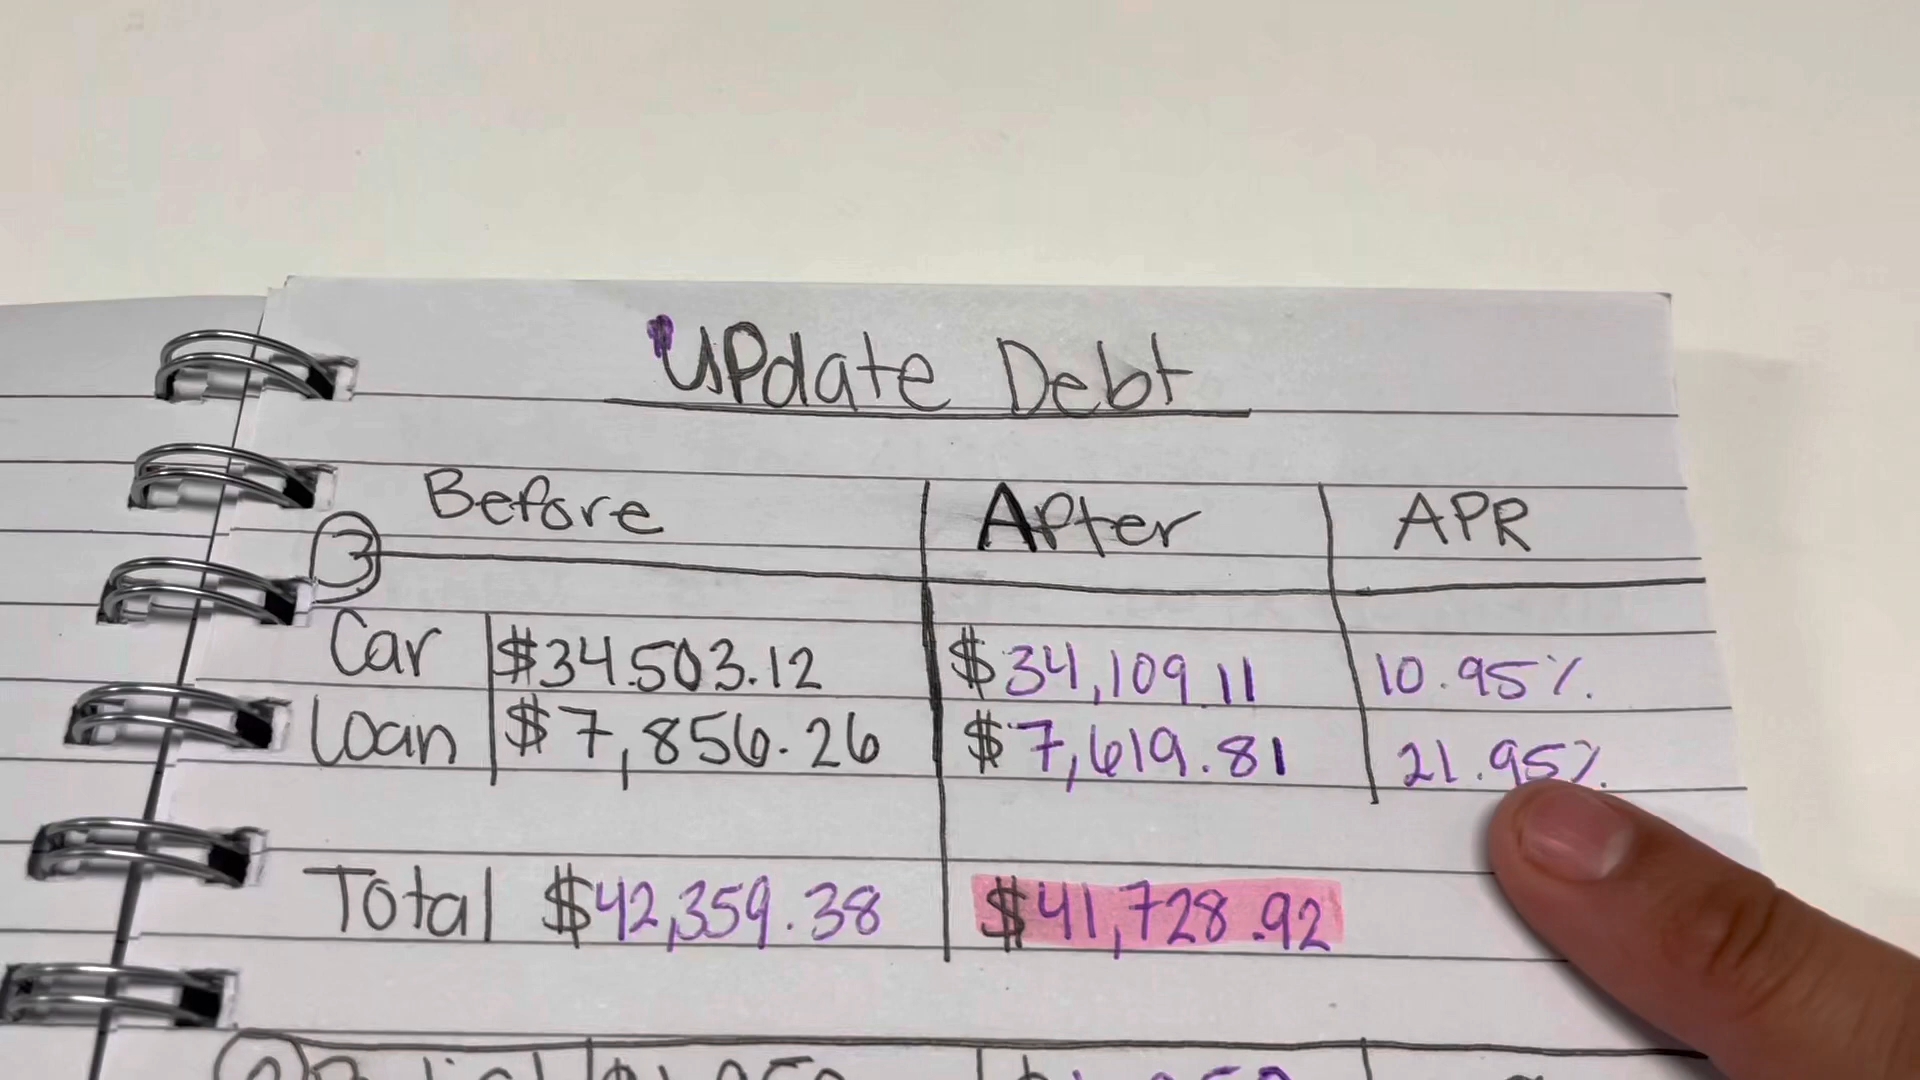 Update Debt
Before After APR
3
Car $34.503.12 $34,109.11 10.95%
Loan $7,856.26 $7,619.81 21.95%
Total $42,359.38 $41,728.92